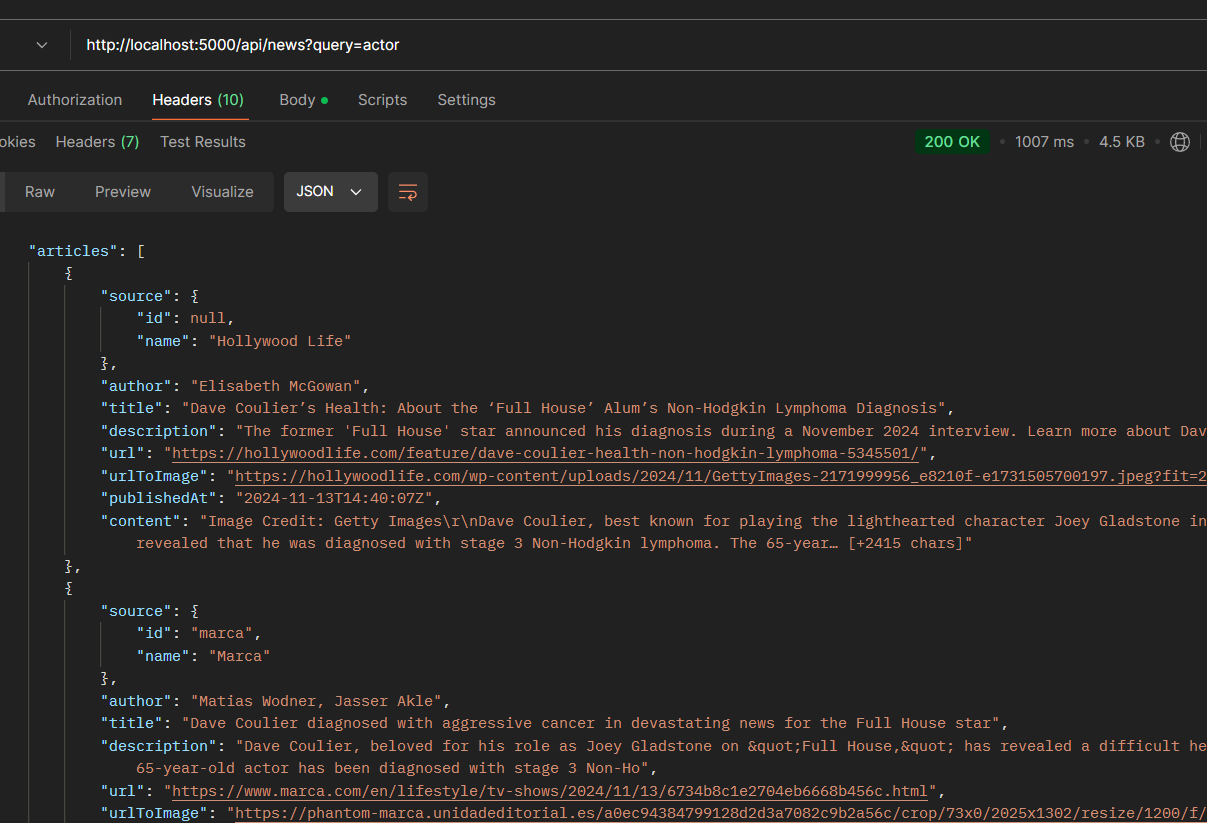 http://localhost:5000/api/news?query=actor
Authorization Headers (10) Body Scripts Settings
okies Headers (7) Test Results 200 OK • 1007 ms • 4.5 KB •
Raw Preview Visualize JSON
"articles": [
{
"source": {
"id": null,
"name": "Hollywood Life"
},
"author": "Elisabeth McGowan",
"title": "Dave Coulier’s Health: About the ‘Full House’ Alum’s Non-Hodgkin Lymphoma Diagnosis",
"description": "The former 'Full House' star announced his diagnosis during a November 2024 interview. Learn more about Dav
"url": "https://hollywoodlife.com/feature/dave-coulier-health-non-hodgkin-lymphoma-5345501/",
"urlToImage": "https://hollywoodlife.com/wp-content/uploads/2024/11/GettyImages-2171999956_e8210f-e1731505700197.jpeg?fit=2
"publishedAt": "2024-11-13T14:40:07Z",
"content": "Image Credit: Getty Images\r\nDave Coulier, best known for playing the lighthearted character Joey Gladstone in
revealed that he was diagnosed with stage 3 Non-Hodgkin lymphoma. The 65-year… [+2415 chars]"
},
{
"source": {
"id": "marca",
"name": "Marca"
},
"author": "Matias Wodner, Jasser Akle",
"title": "Dave Coulier diagnosed with aggressive cancer in devastating news for the Full House star",
"description": "Dave Coulier, beloved for his role as Joey Gladstone on &quot;Full House,&quot; has revealed a difficult he
65-year-old actor has been diagnosed with stage 3 Non-Ho",
"url": "https://www.marca.com/en/lifestyle/tv-shows/2024/11/13/6734b8c1e2704eb6668b456c.html",
"urlToImage": "https://phantom-marca.unidadeditorial.es/a0ec94384799128d2d3a7082c9b2a56c/crop/73x0/2025x1302/resize/1200/f/